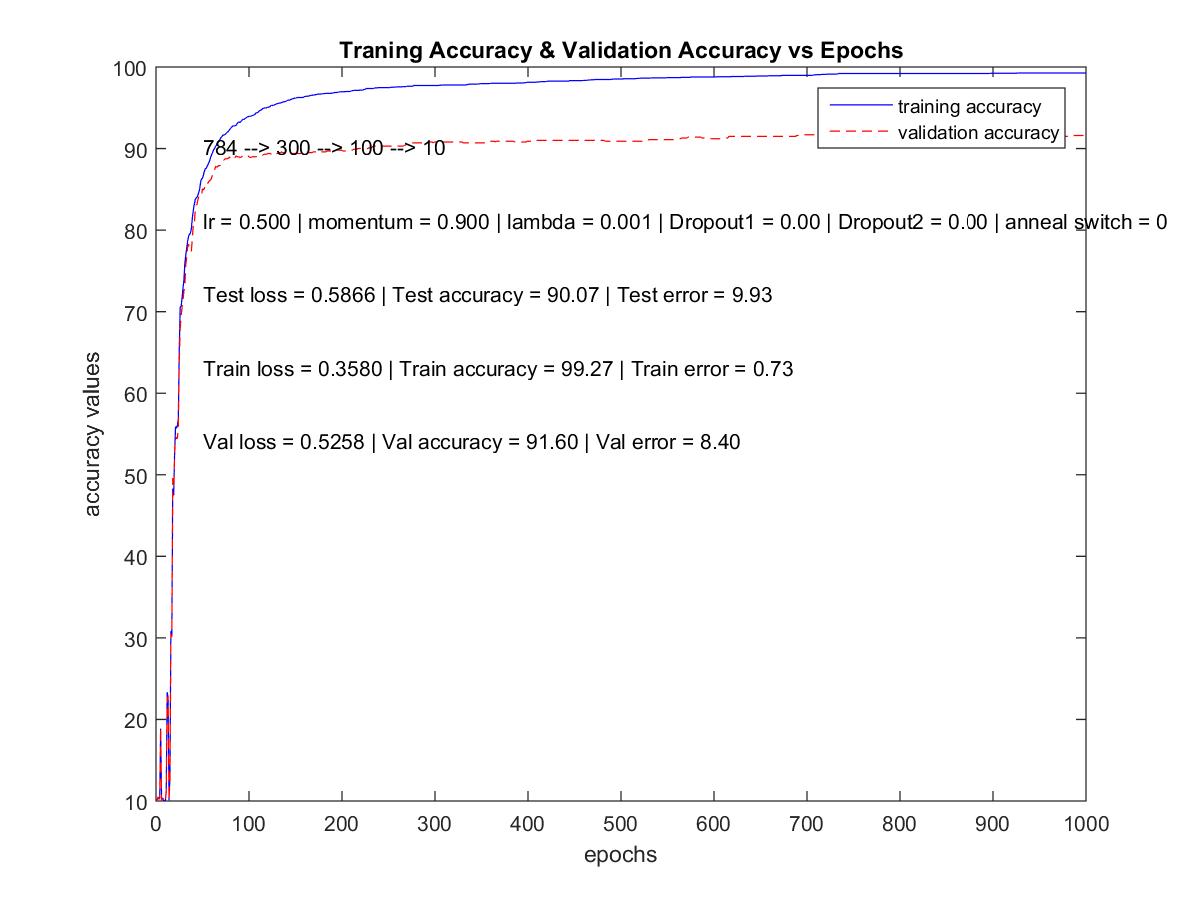 Traning Accuracy & Validation Accuracy vs Epochs
100
90
80
70
60
50
40
30
20
10
accuracy values
training accuracy
validation accuracy
784 --> 300 --> 100 --> 10
lr = 0.500 | momentum = 0.900 | lambda = 0.001 | Dropout1 = 0.00 | Dropout2 = 0.00 | anneal switch = 0
Test loss = 0.5866 | Test accuracy = 90.07 | Test error = 9.93
Train loss = 0.3580 | Train accuracy = 99.27 | Train error = 0.73
Val loss = 0.5258 | Val accuracy = 91.60 | Val error = 8.40
0 100 200 300 400 500 600 700 800 900 1000
epochs